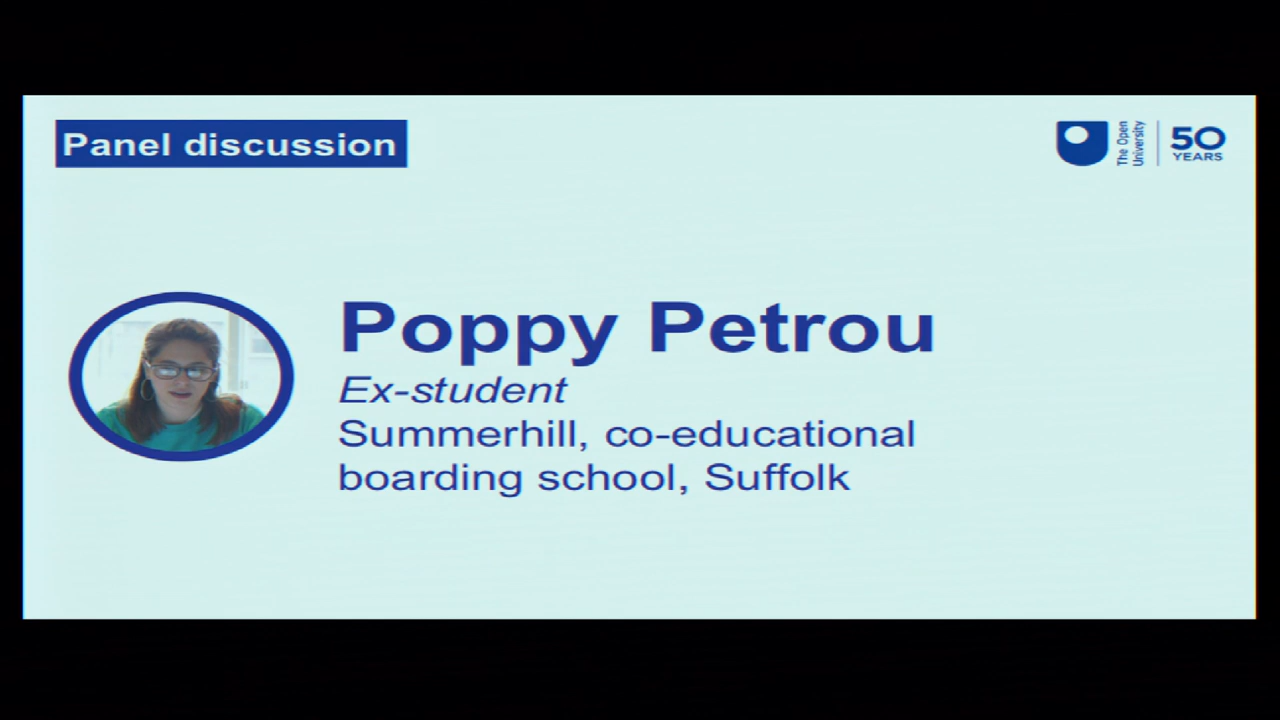 Panel discussion
The Open
University
50
YEARS
Poppy Petrou
Ex-student
Summerhill, co-educational
boarding school, Suffolk